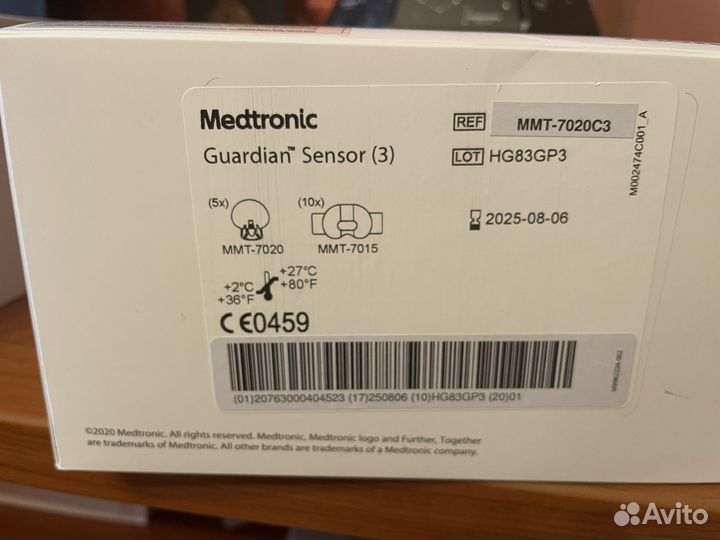 Medtronic
Guardian™ Sensor (3)
REF MMT-7020C3
LOT HG83GP3
(5x) (10x)
MMT-7020 MMT-7015
2025-08-06
+27°C
+80°F
+2°C
+36°F
CE0459
(01)20763000404523 (17)250806 (10)HG83GP3 (20)01
M002474C001_A
©2020 Medtronic. All rights reserved. Medtronic, Medtronic logo and Further, Together
are trademarks of Medtronic. All other brands are trademarks of a Medtronic company.
Avito